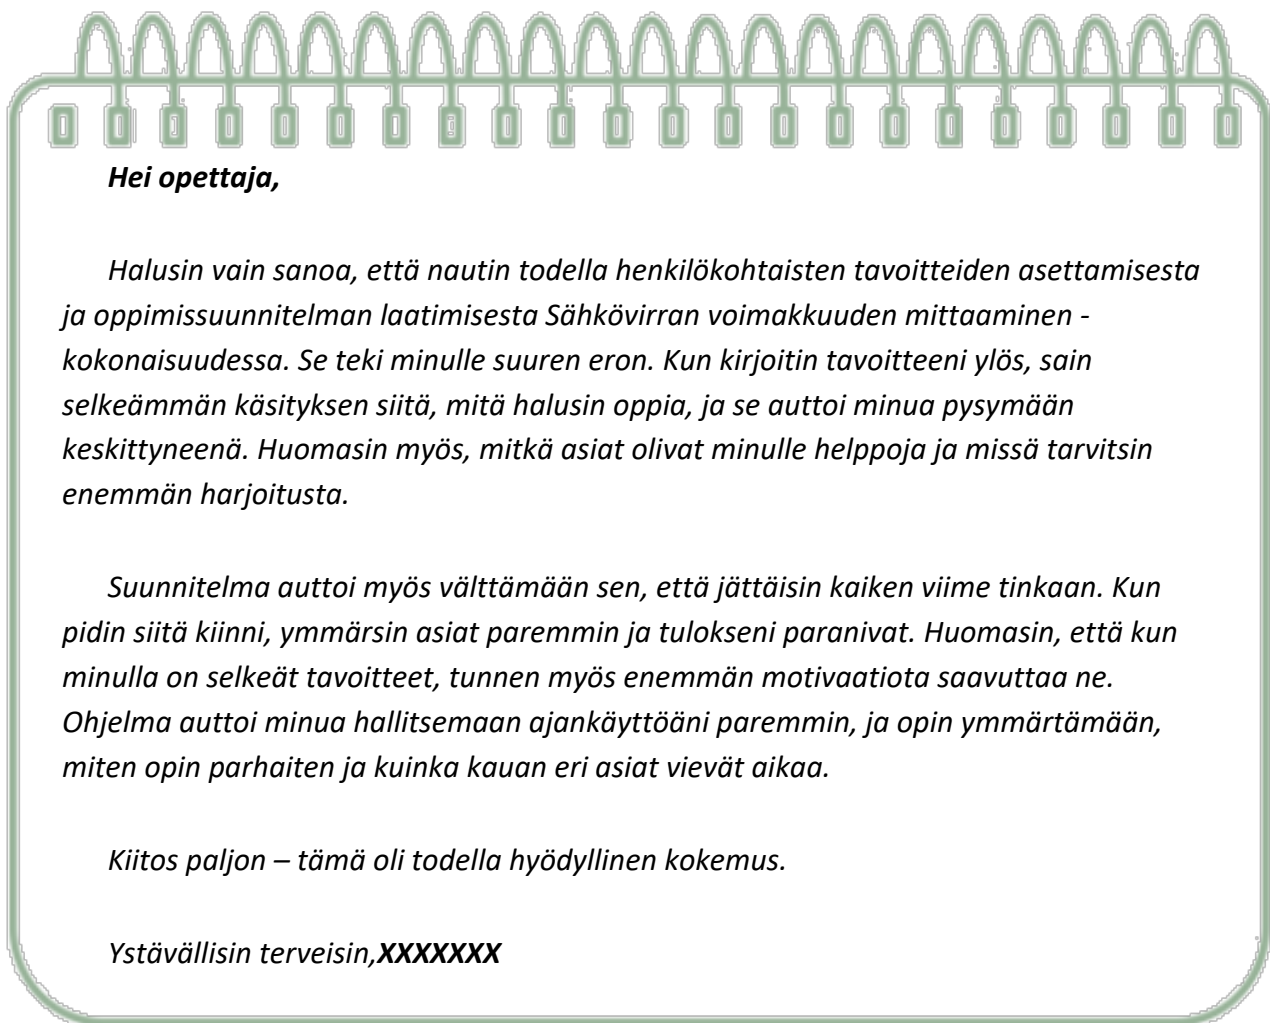 Hei opettaja,
Halusin vain sanoa, että nautin todella henkilökohtaisten tavoitteiden asettamisesta
ja oppimissuunnitelman laatimisesta Sähkövirran voimakkuuden mittaaminen -
kokonaisuudessa. Se teki minulle suuren eron. Kun kirjoitin tavoitteeni ylös, sain
selkeämmän käsityksen siitä, mitä halusin oppia, ja se auttoi minua pysymään
keskittyneenä. Huomasin myös, mitkä asiat olivat minulle helppoja ja missä tarvitsin
enemmän harjoitusta.
Suunnitelma auttoi myös välttämään sen, että jättäisin kaiken viime tinkaan. Kun
pidin siitä kiinni, ymmärsin asiat paremmin ja tulokseni paranivat. Huomasin, että kun
minulla on selkeät tavoitteet, tunnen myös enemmän motivaatiota saavuttaa ne.
Ohjelma auttoi minua hallitsemaan ajankäyttöäni paremmin, ja opin ymmärtämään,
miten opin parhaiten ja kuinka kauan eri asiat vievät aikaa.
Kiitos paljon – tämä oli todella hyödyllinen kokemus.
Ystävällisin terveisin,XXXXXXX